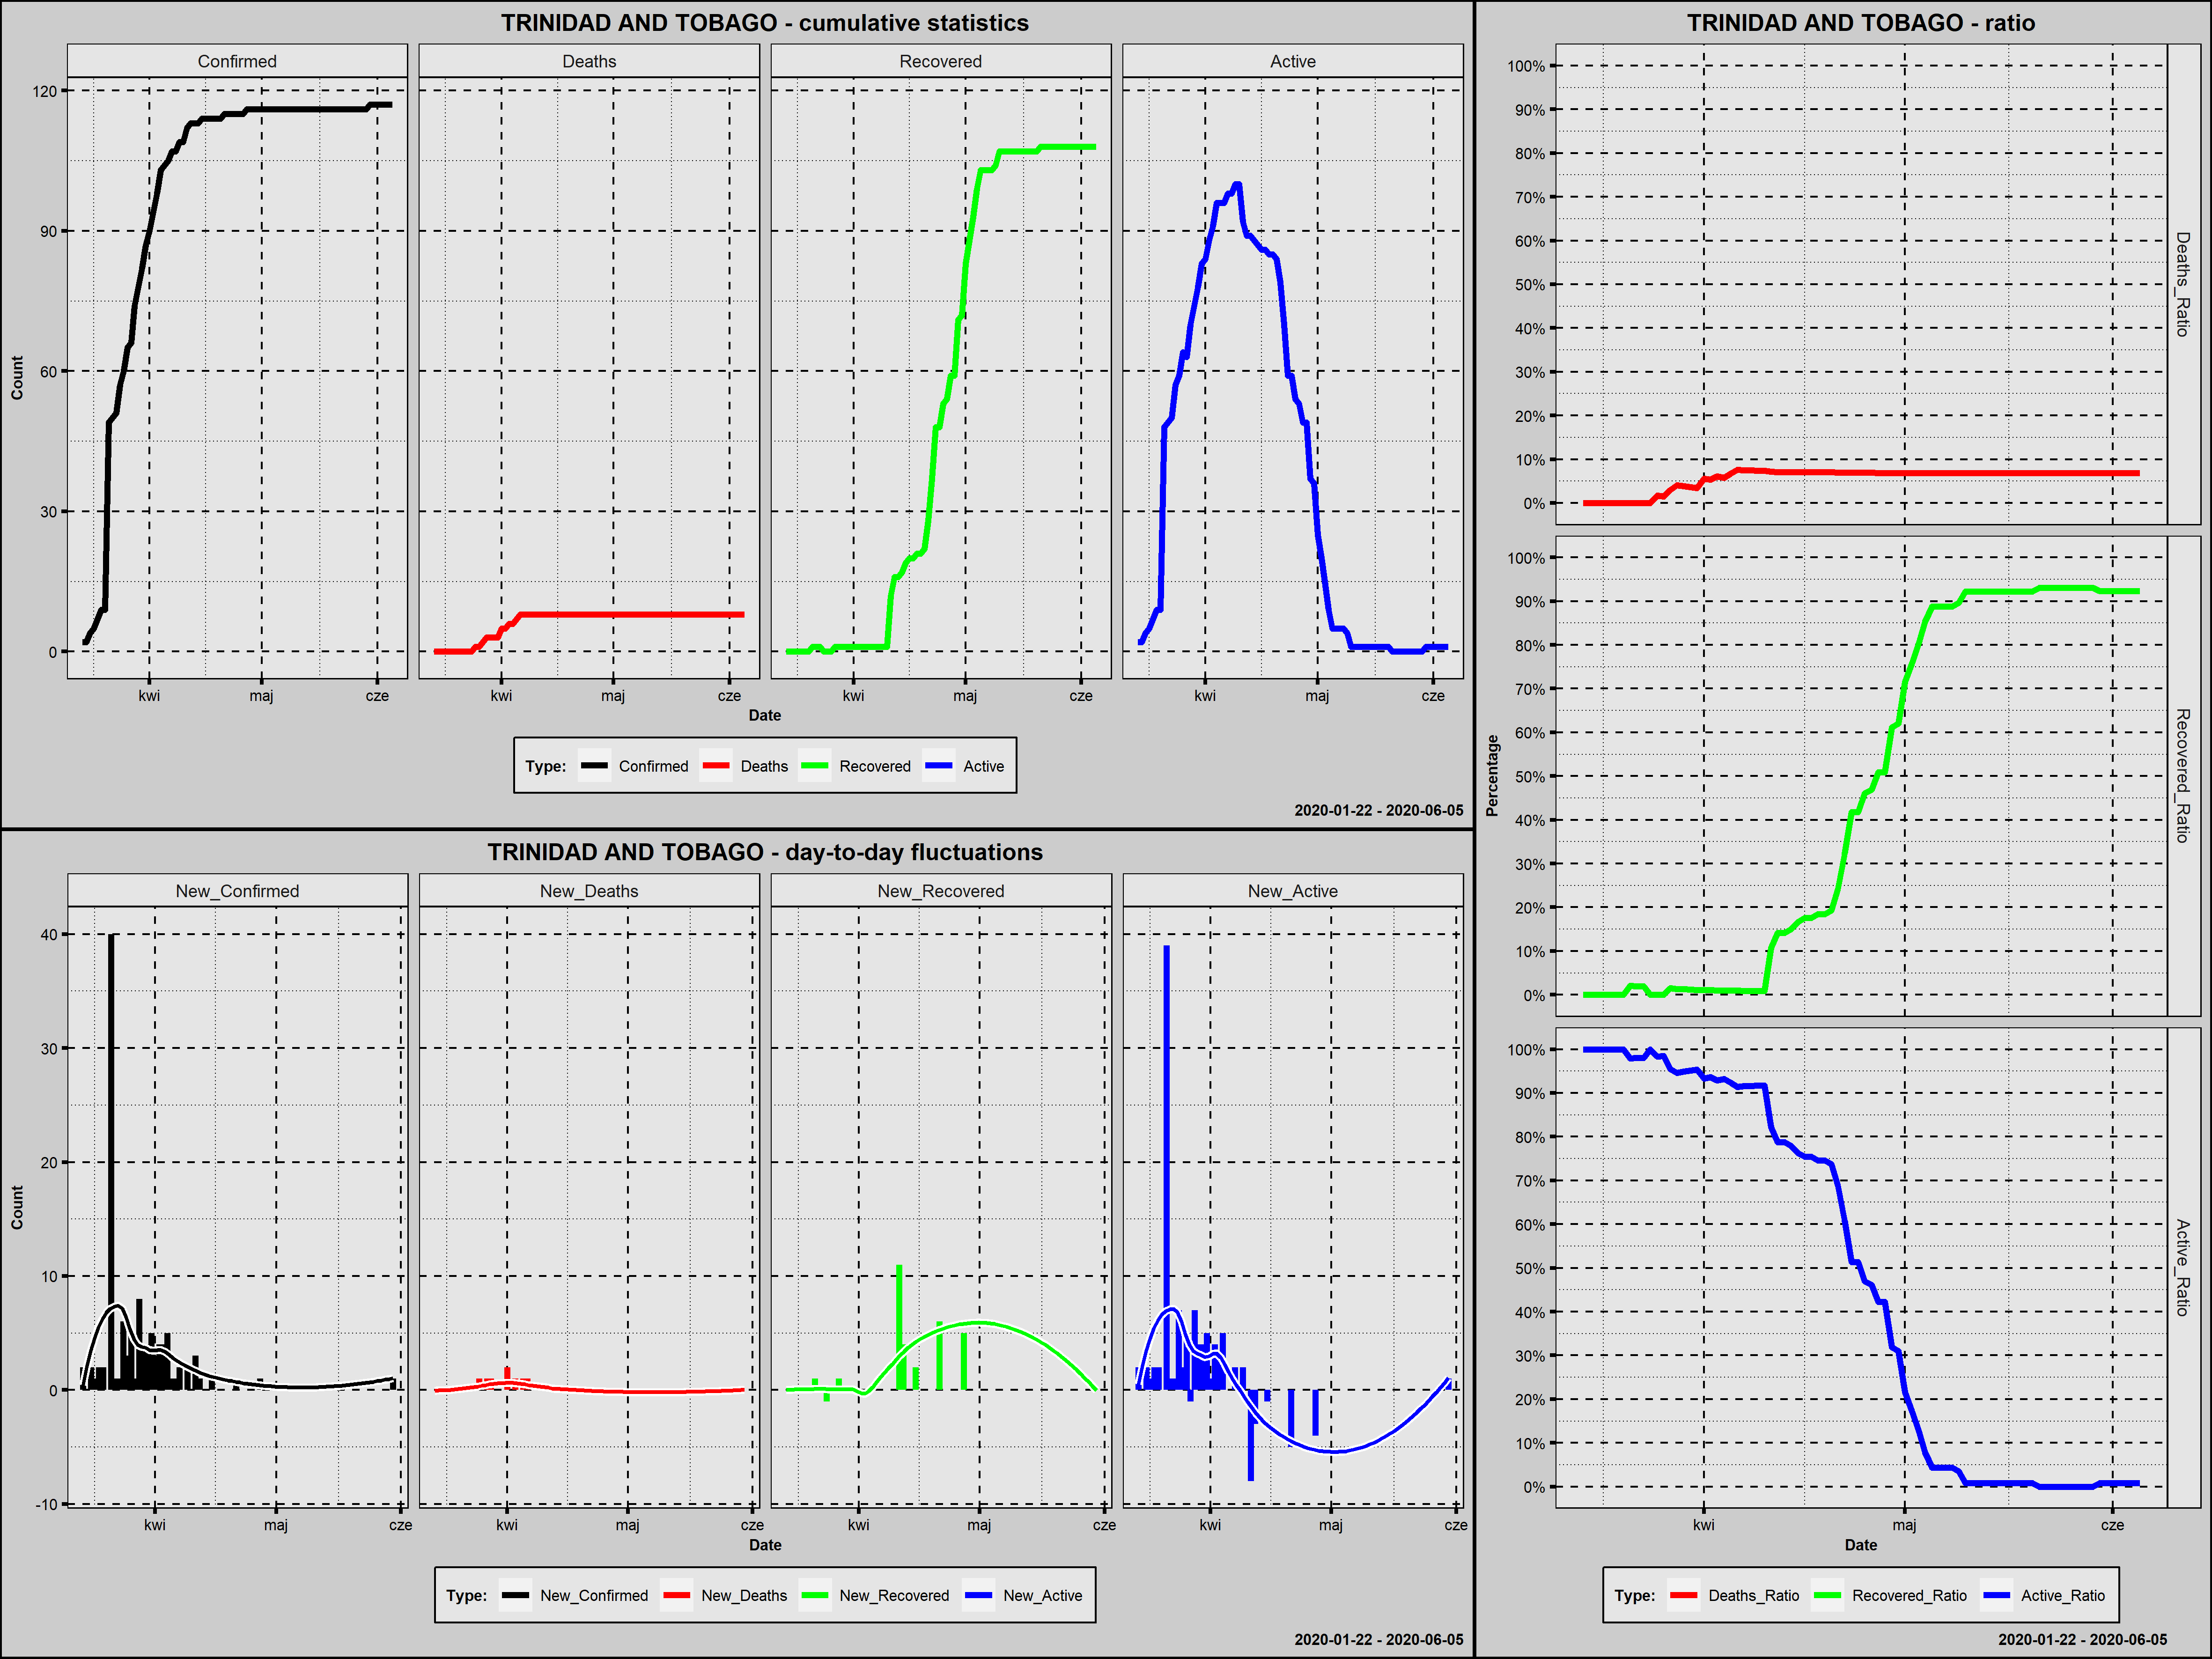 TRINIDAD AND TOBAGO - cumulative statistics
Confirmed Deaths Recovered Active
120
90
60
30
0
Count
kwi maj cze kwi maj cze kwi maj cze kwi maj cze
Date
Type: Confirmed Deaths Recovered Active
2020-01-22 - 2020-06-05
TRINIDAD AND TOBAGO - day-to-day fluctuations
New_Confirmed New_Deaths New_Recovered New_Active
40
30
20
10
0
-10
Count
kwi maj cze kwi maj cze kwi maj cze kwi maj cze
Date
Type: New_Confirmed New_Deaths New_Recovered New_Active
2020-01-22 - 2020-06-05
TRINIDAD AND TOBAGO - ratio
100%
90%
80%
70%
60%
50%
40%
30%
20%
10%
0%
Deaths_Ratio
100%
90%
80%
70%
60%
50%
40%
30%
20%
10%
0%
Recovered_Ratio
100%
90%
80%
70%
60%
50%
40%
30%
20%
10%
0%
Active_Ratio
Percentage
kwi maj cze
Date
Type: Deaths_Ratio Recovered_Ratio Active_Ratio
2020-01-22 - 2020-06-05